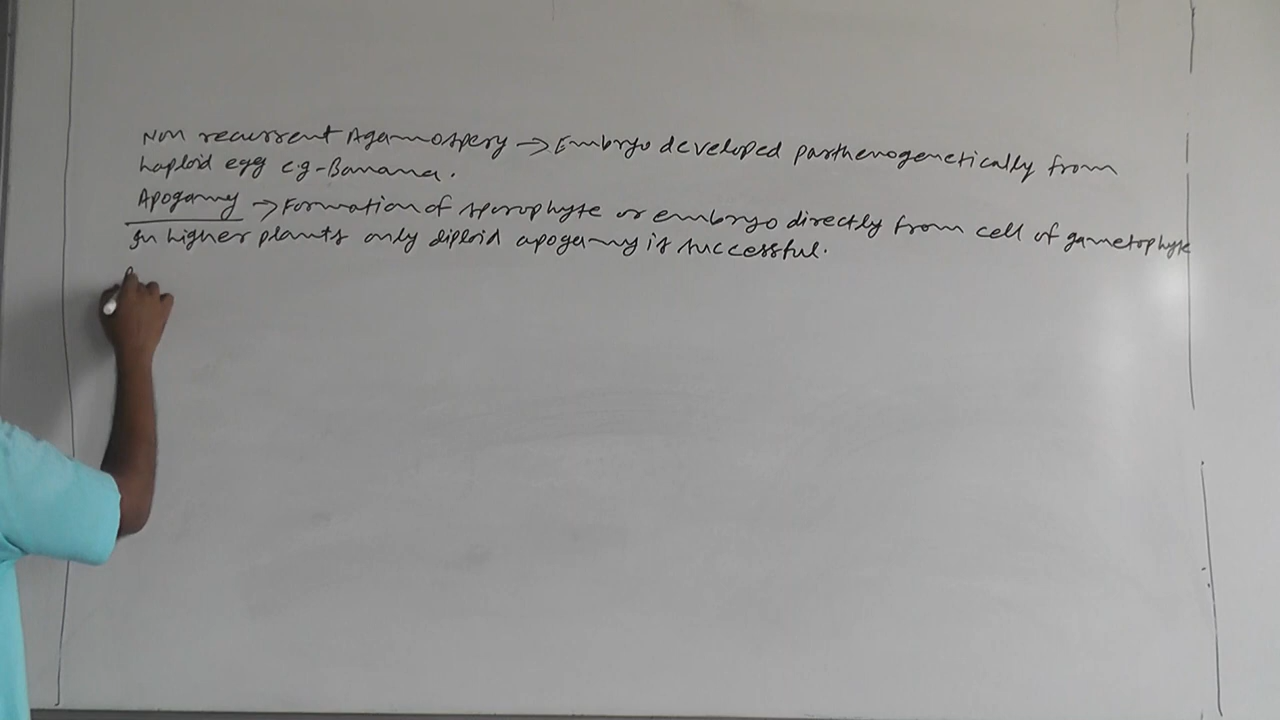 Non recurrent Agamospery → Embryo developed parthenogenetically from
haploid egg e.g-Banana.
Apogamy → Formation of sporophyte or embryo directly from cell of gametophyte
In higher plants only diploid apogamy is successful.